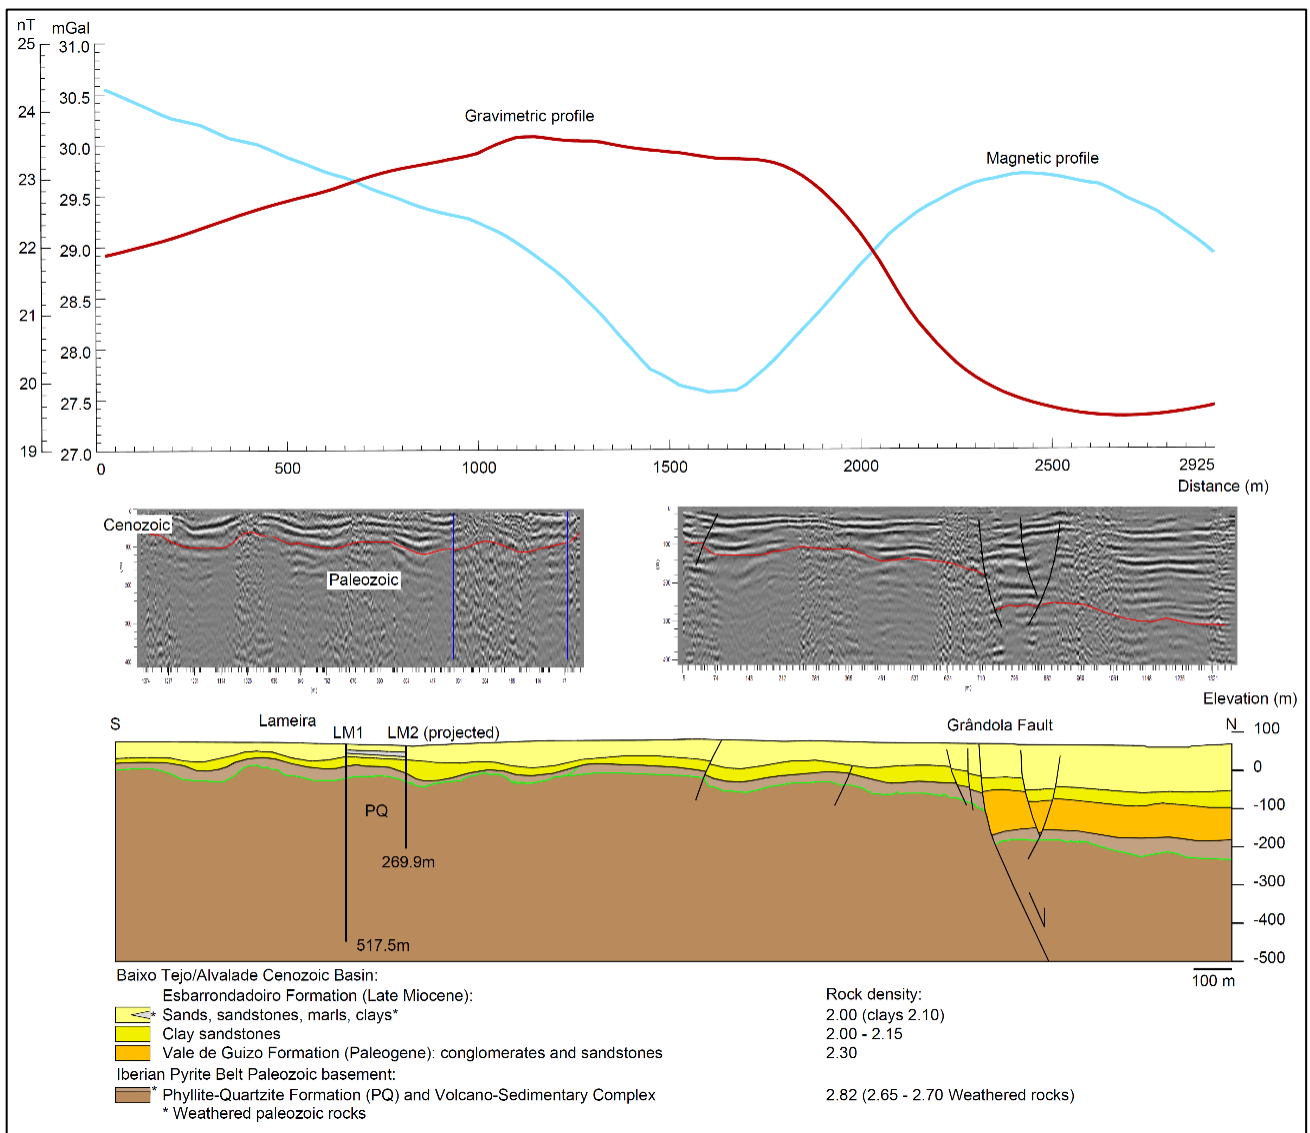 nT mGal
25 31.0
30.5
24
30.0
23
29.5
22 29.0
28.5
21
28.0
20
27.5
19 27.0
Gravimetric profile
Magnetic profile
0 500 1000 1500 2000 2500 2925
Distance (m)
Cenozoic
Paleozoic
Elevation (m)
S Lameira Grândola Fault N
LM1 LM2 (projected)
PQ
269.9m
517.5m
100
0
-100
-200
-300
-400
-500
100 m
Baixo Tejo/Alvalade Cenozoic Basin:
Esbarrondadoiro Formation (Late Miocene): Rock density:
* Sands, sandstones, marls, clays* 2.00 (clays 2.10)
Clay sandstones 2.00 - 2.15
Vale de Guizo Formation (Paleogene): conglomerates and sandstones 2.30
Iberian Pyrite Belt Paleozoic basement:
* Phyllite-Quartzite Formation (PQ) and Volcano-Sedimentary Complex 2.82 (2.65 - 2.70 Weathered rocks)
* Weathered paleozoic rocks